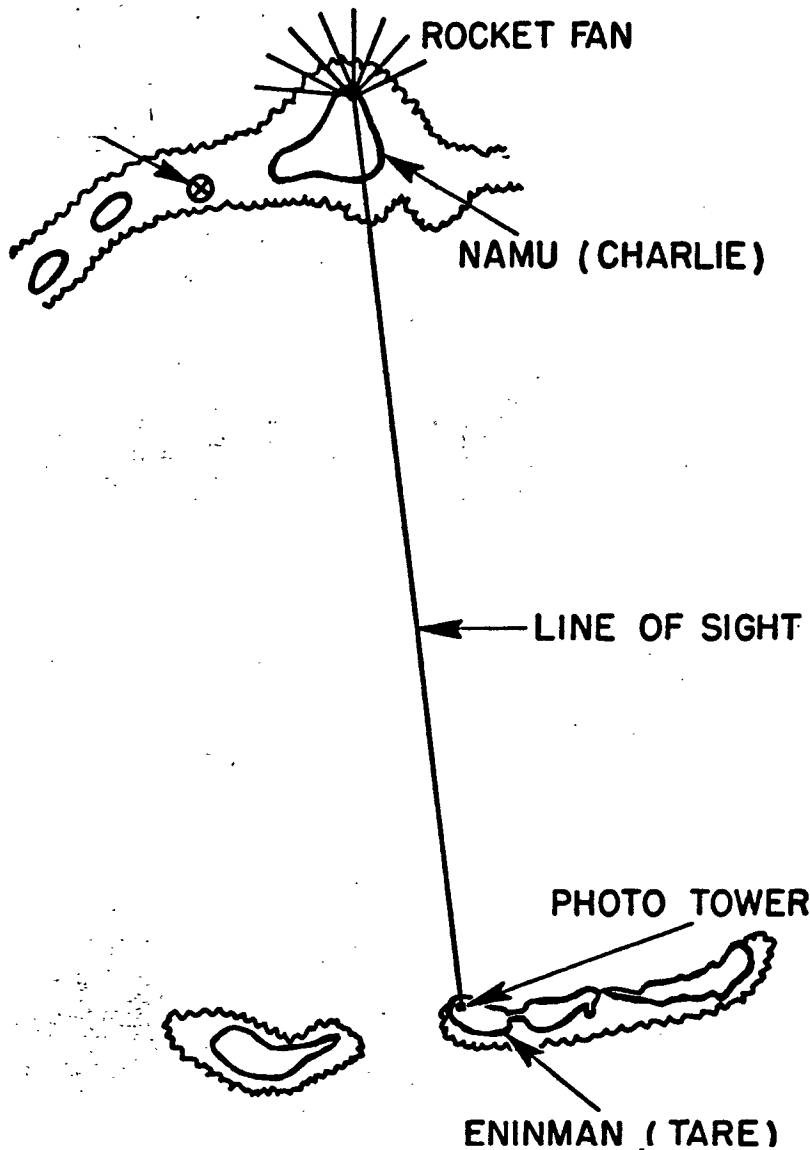 ROCKET FAN
NAMU (CHARLIE)
LINE OF SIGHT
PHOTO TOWER
ENINMAN (TARE)